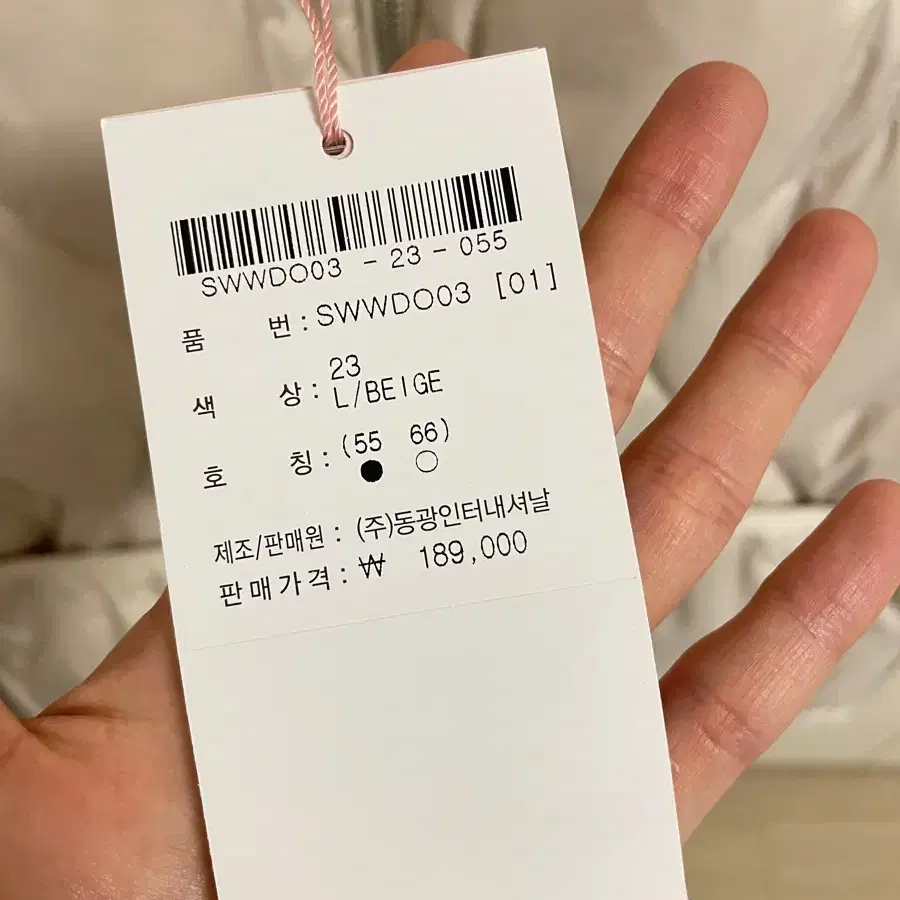 SWWDO03 - 23 - 055
품 번 : SWWDO03 [01]
색 상 : 23
L/BEIGE
호 칭 : (55 66)
● ○
제조/판매원 : (주)동광인터내셔날
판매가격 : ₩ 189,000